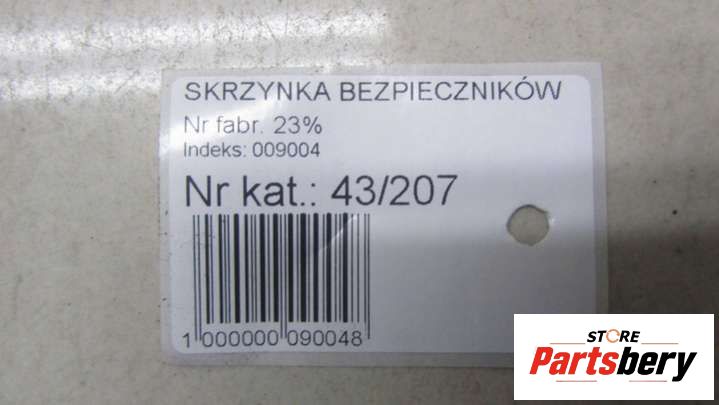 SKRZYNKA BEZPIECZNIKÓW
Nr fabr. 23%
Indeks: 009004
Nr kat.: 43/207
1 000000 090048
STORE
Partsbery